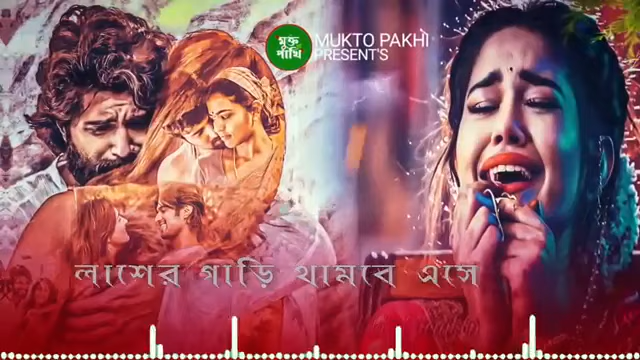 মুক্ত
পাখি
MUKTO PAKHI
PRESENT'S
লাশের গাড়ি থামবে এসে